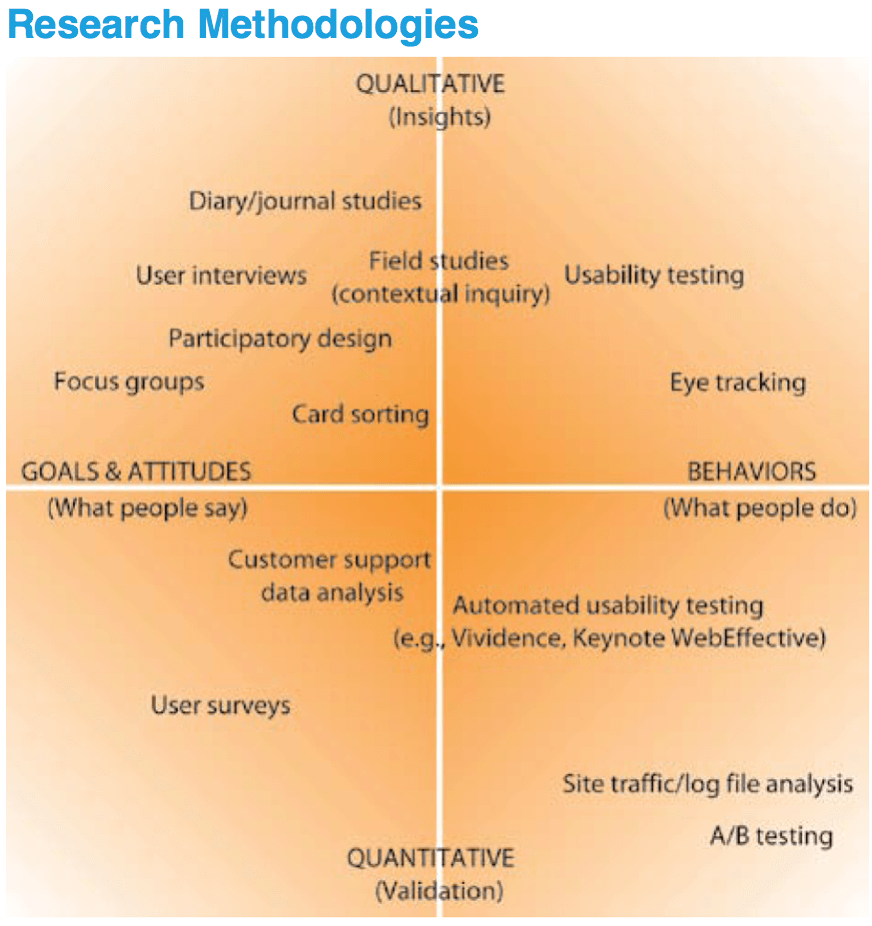 Research Methodologies
QUALITATIVE
(Insights)
Diary/journal studies
Field studies
(contextual inquiry)
User interviews
Usability testing
Participatory design
Focus groups
Eye tracking
Card sorting
GOALS & ATTITUDES
(What people say)
BEHAVIORS
(What people do)
Customer support
data analysis
Automated usability testing
(e.g., Vividence, Keynote WebEffective)
User surveys
Site traffic/log file analysis
A/B testing
QUANTITATIVE
(Validation)